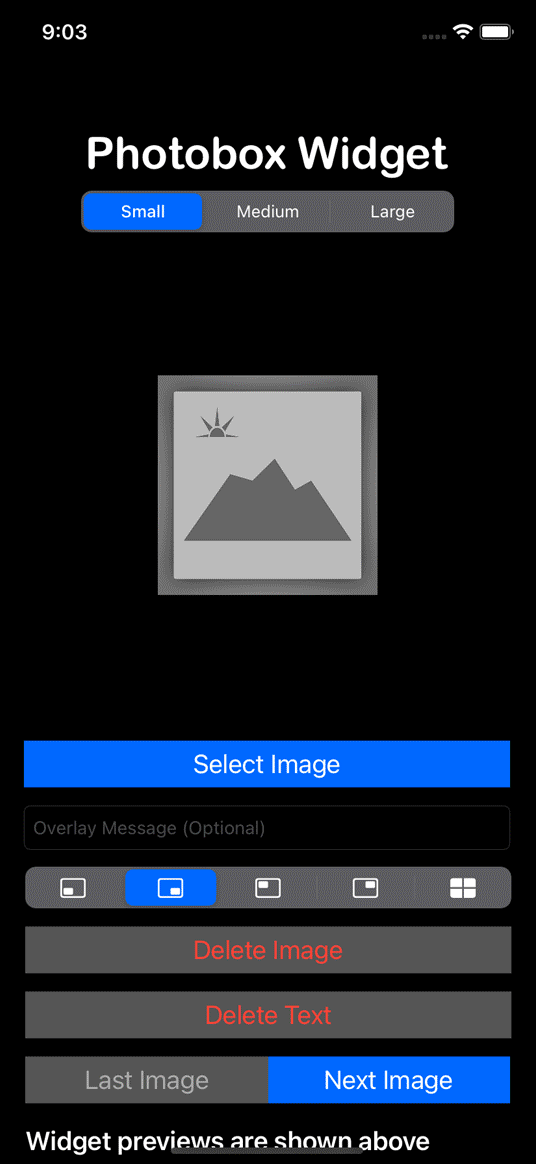 9:03
Photobox Widget
Small Medium Large
Select Image
Overlay Message (Optional)
Delete Image
Delete Text
Last Image Next Image
Widget previews are shown above